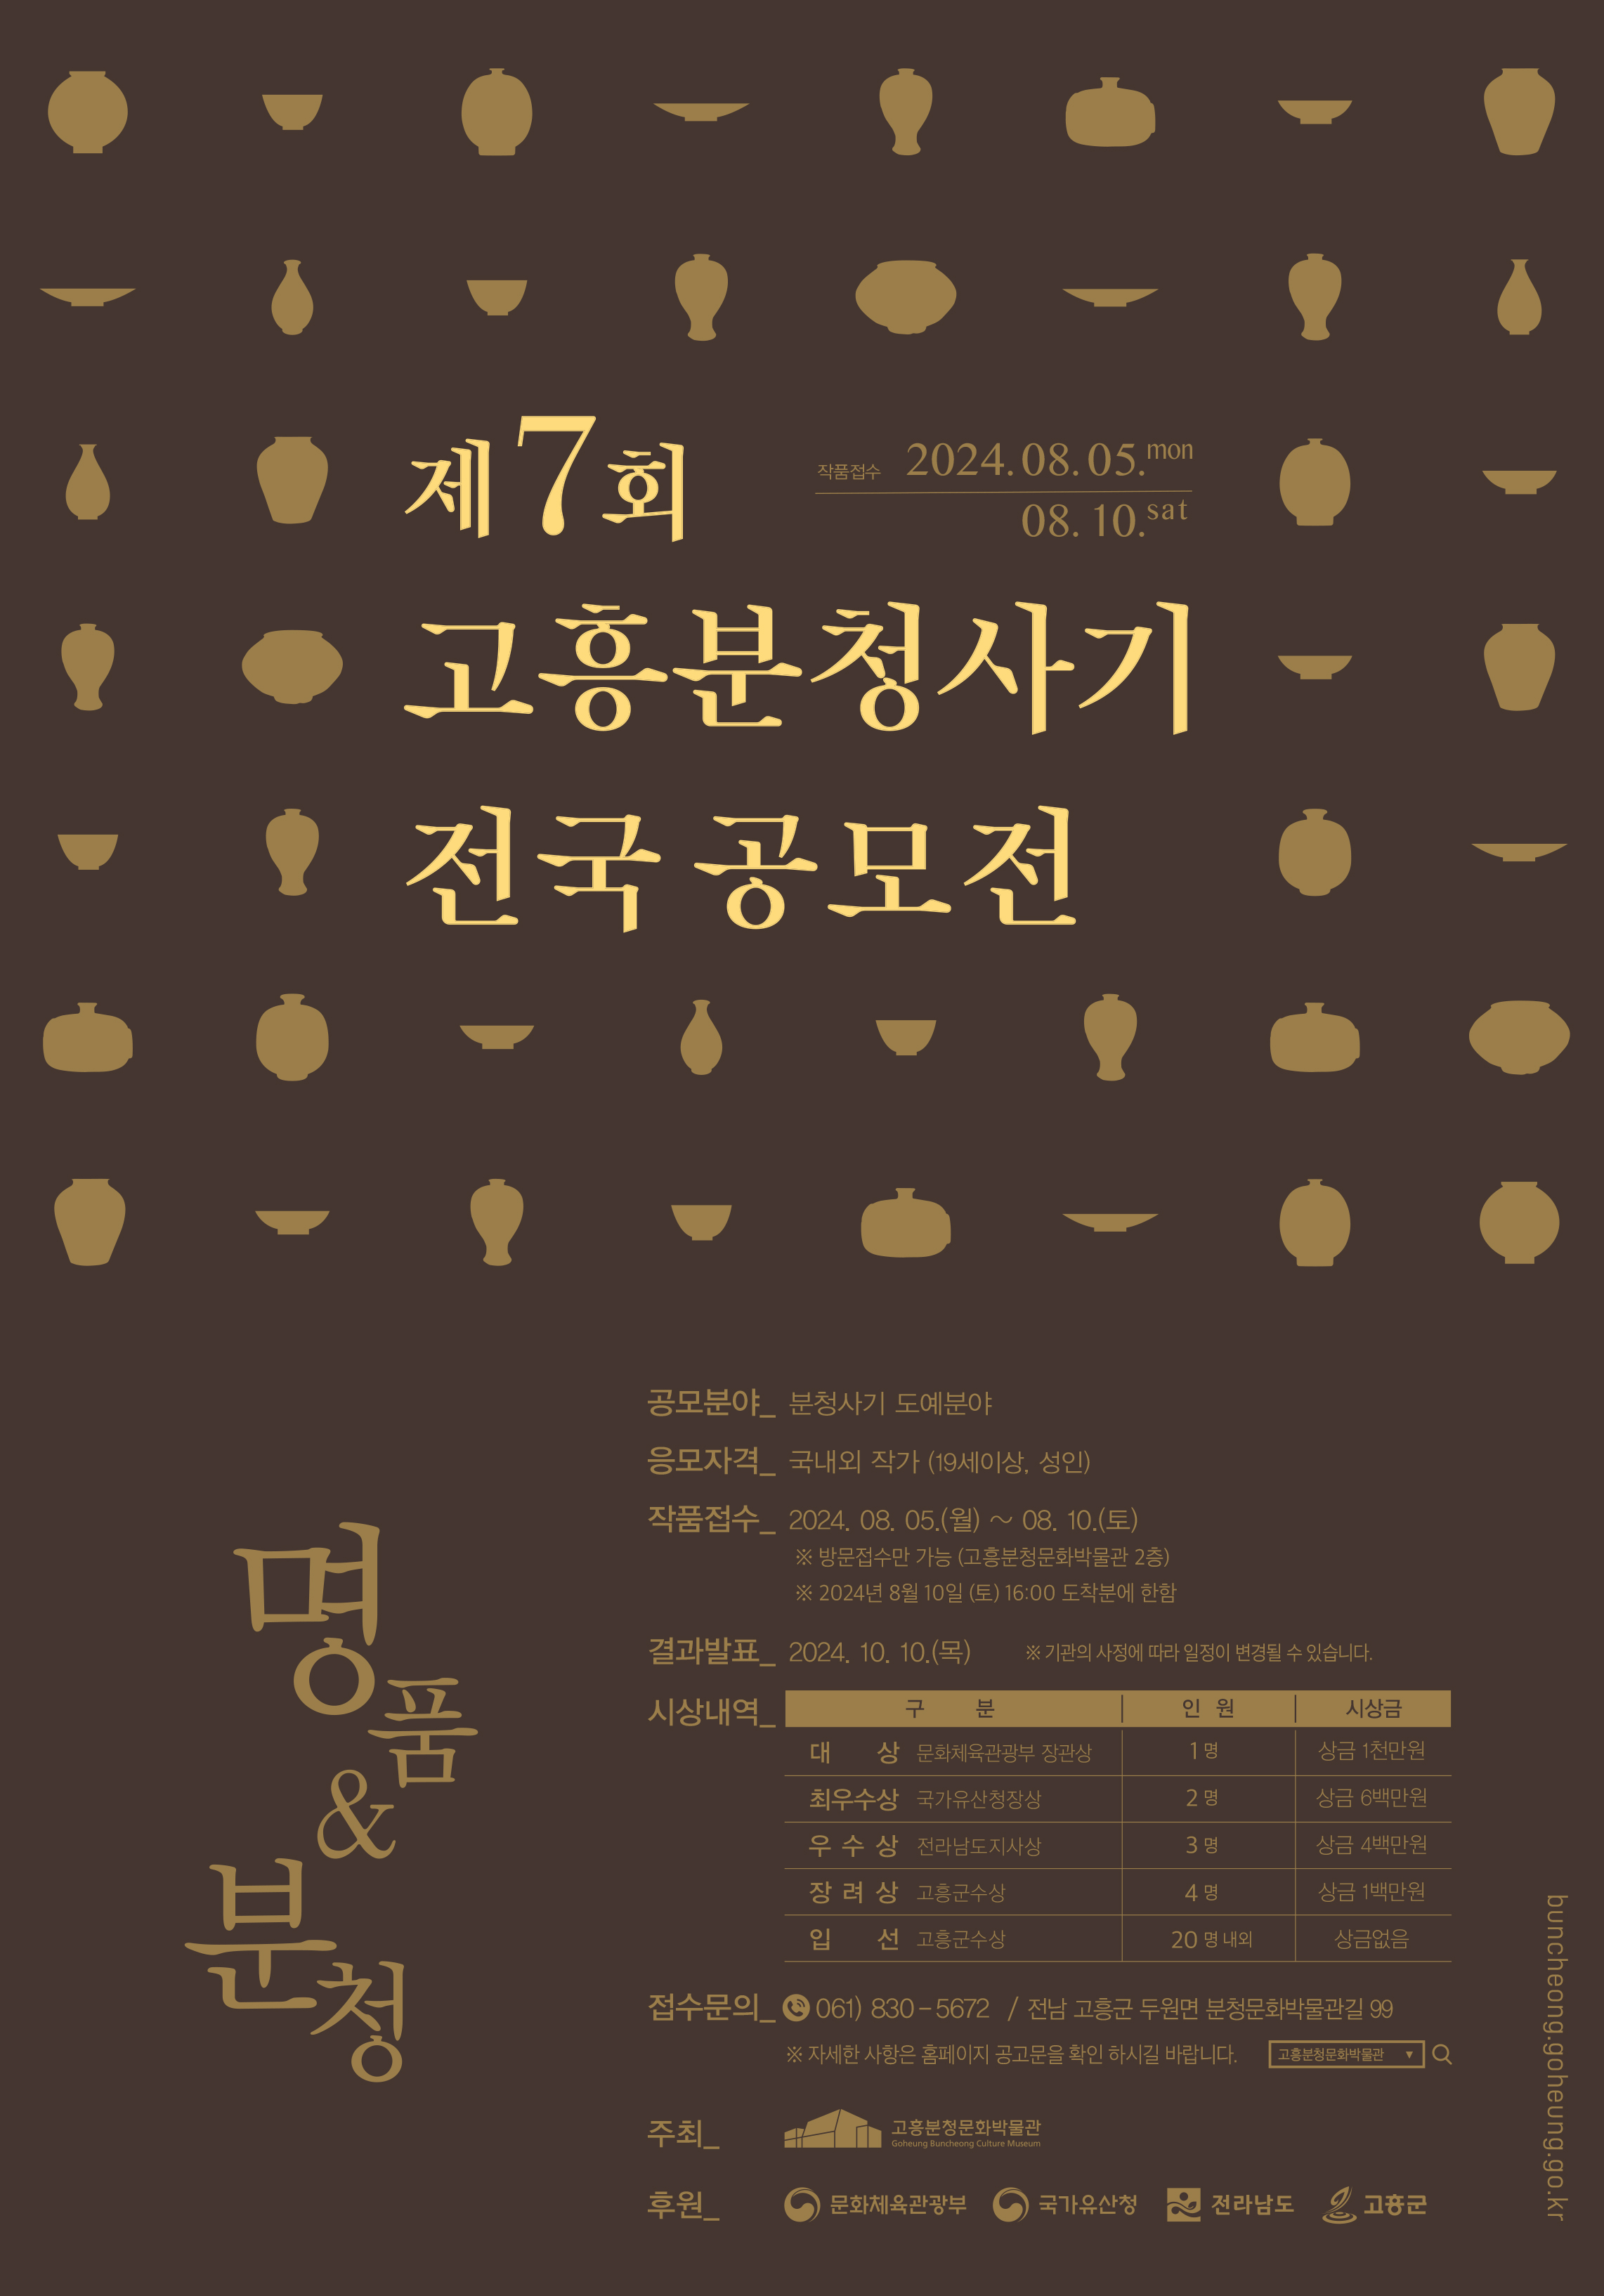 제7회
작품접수 2024.08.05.mon
08. 10.sat
고흥분청사기
전국 공모전
명품
&
분청
공모분야_ 분청사기 도예분야
응모자격_ 국내외 작가 (19세이상, 성인)
작품접수_ 2024. 08. 05.(월) ~ 08. 10.(토)
※ 방문접수만 가능 (고흥분청문화박물관 2층)
※ 2024년 8월 10일 (토) 16:00 도착분에 한함
결과발표_ 2024. 10. 10.(목) ※ 기관의 사정에 따라 일정이 변경될 수 있습니다.
시상내역_ 구 분 인 원 시상금
대 상 문화체육관광부 장관상 1 명 상금 1천만원
최우수상 국가유산청장상 2 명 상금 6백만원
우 수 상 전라남도지사상 3 명 상금 4백만원
장 려 상 고흥군수상 4 명 상금 1백만원
입 선 고흥군수상 20 명 내외 상금없음
접수문의_ 061) 830-5672 / 전남 고흥군 두원면 분청문화박물관길 99
※ 자세한 사항은 홈페이지 공고문을 확인 하시길 바랍니다. 고흥분청문화박물관 ▼
주최_ 고흥분청문화박물관
Goheung Buncheong Culture Museum
후원_ 문화체육관광부 국가유산청 전라남도 고흥군
buncheong.goheung.go.kr